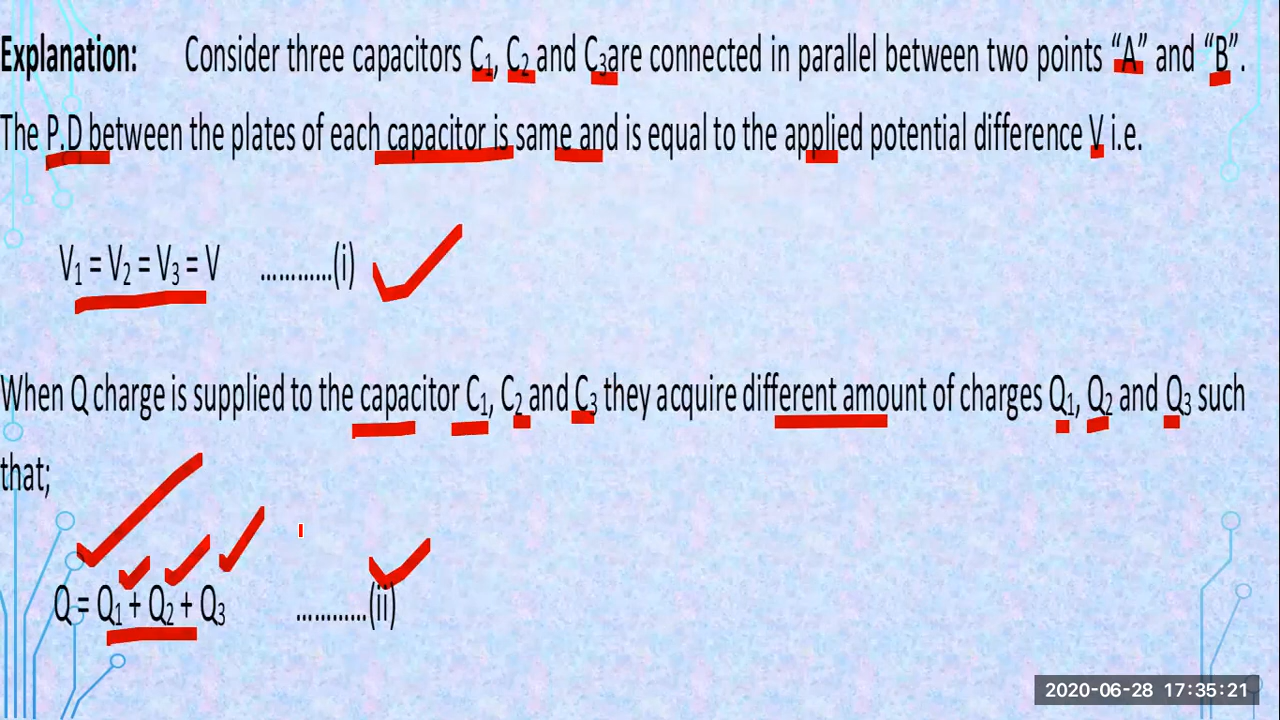 Explanation: Consider three capacitors C₁, C₂ and C₃are connected in parallel between two points “A” and “B”.
The P.D between the plates of each capacitor is same and is equal to the applied potential difference V i.e.
V₁ = V₂ = V₃ = V …………(i)
When Q charge is supplied to the capacitor C₁, C₂ and C₃ they acquire different amount of charges Q₁, Q₂ and Q₃ such
that;
Q = Q₁ + Q₂ + Q₃ …………(ii)
2020-06-28 17:35:21